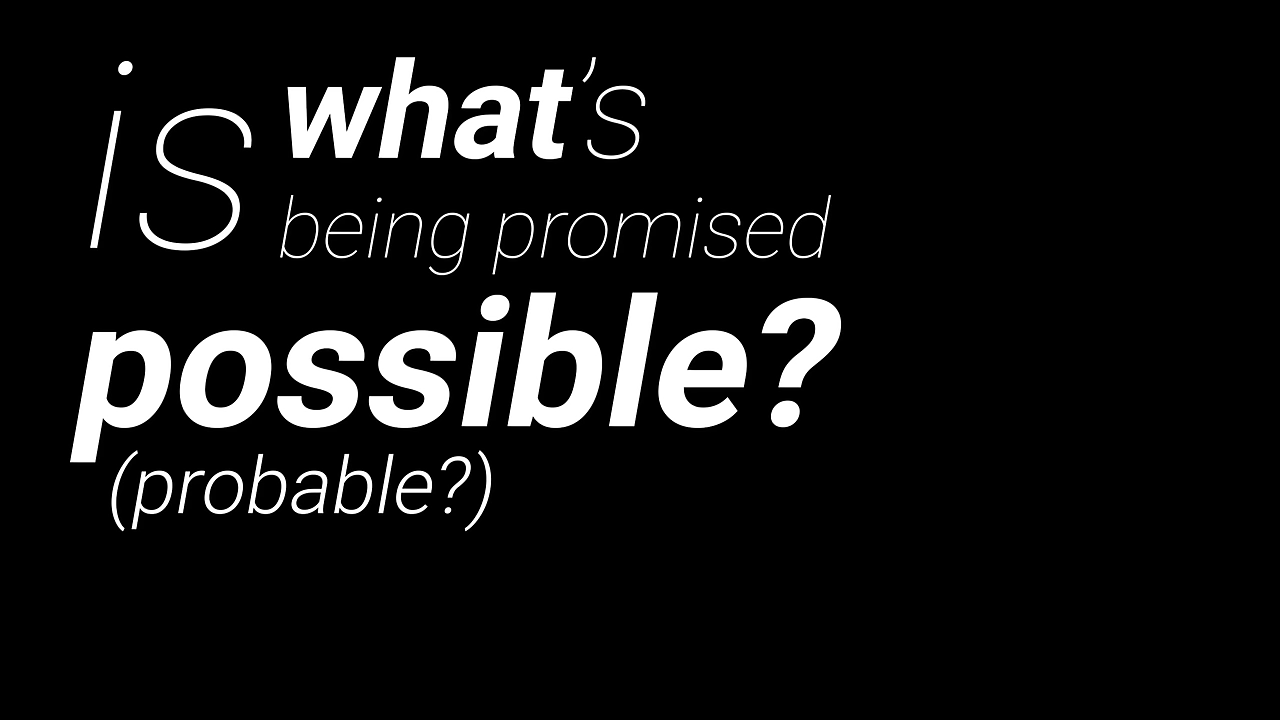 is what's
being promised
possible?
(probable?)